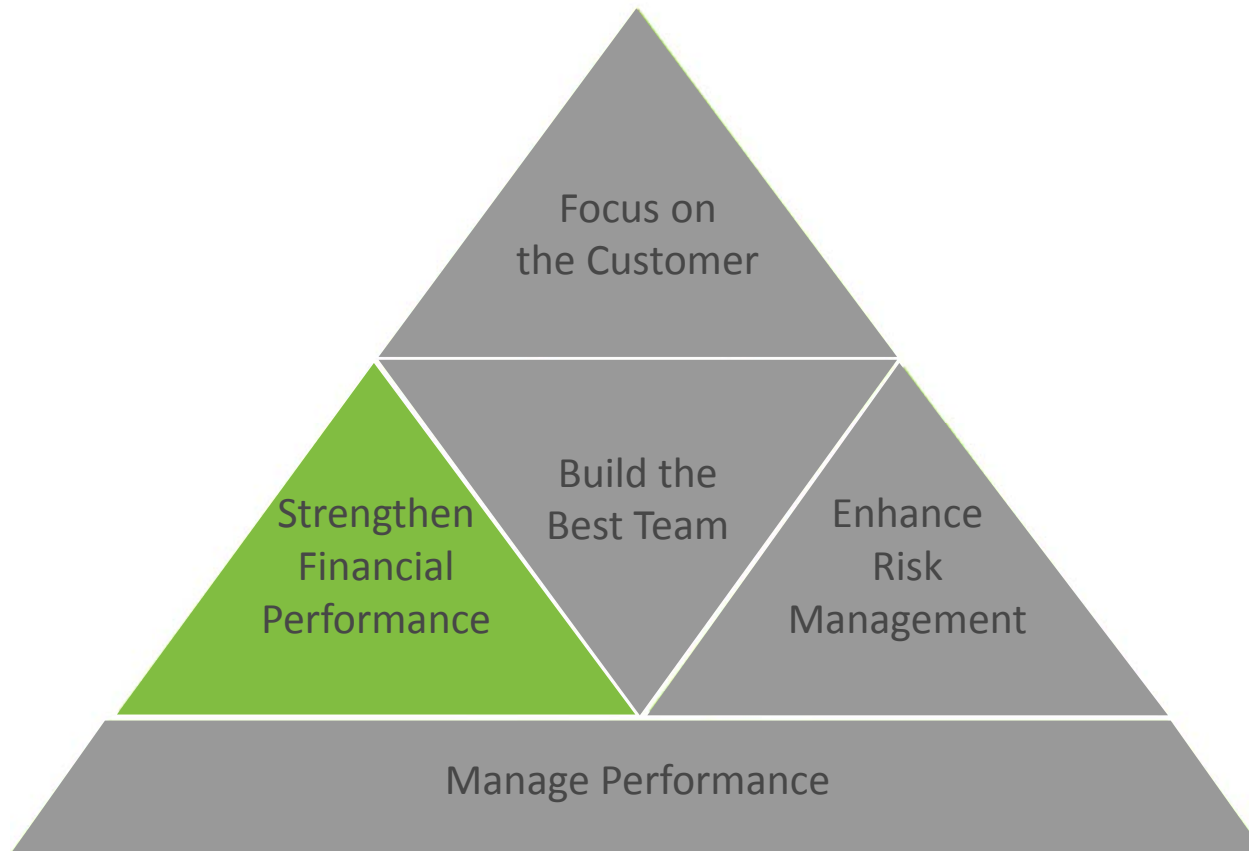 Focus on
the Customer
Build the
Best Team
Strengthen
Financial
Performance
Enhance
Risk
Management
Manage Performance